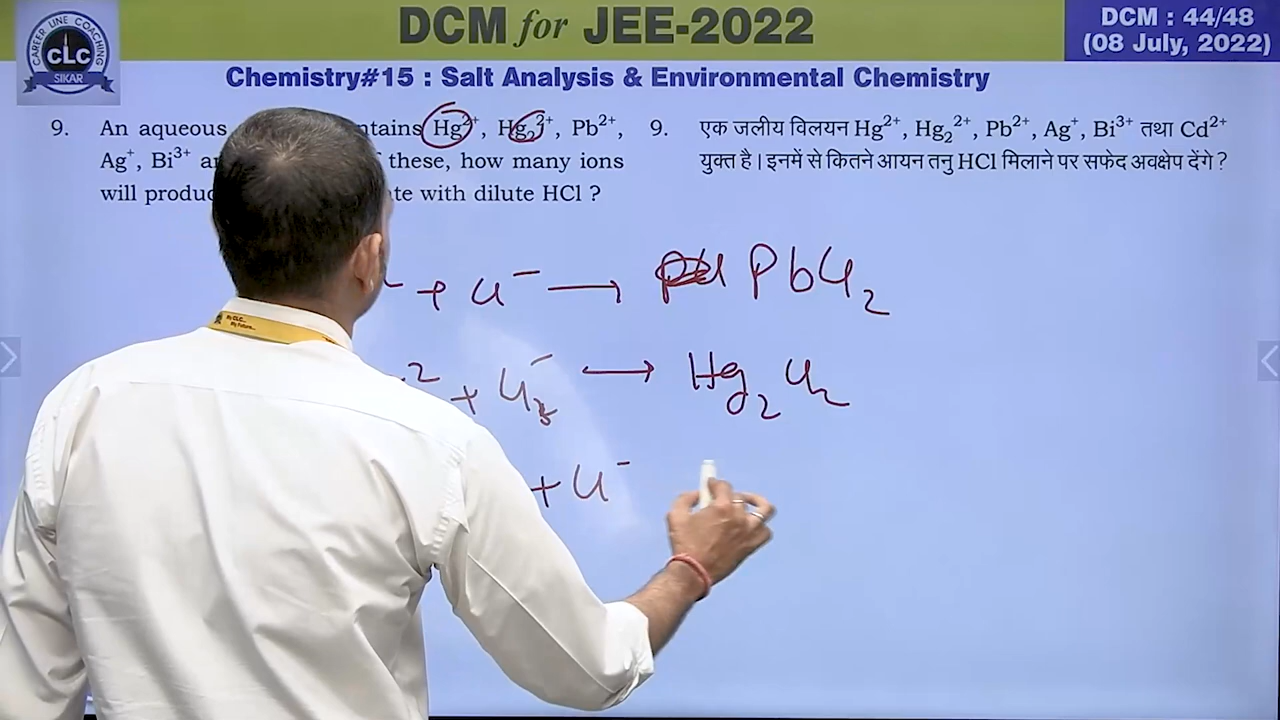 CAREER LINE COACHING
CLC
SIKAR
DCM for JEE-2022
DCM : 44/48
(08 July, 2022)
Chemistry#15 : Salt Analysis & Environmental Chemistry
9. An aqueous Hg²⁺, Hg₂²⁺, Pb²⁺,
Ag⁺, Bi³⁺ these, how many ions
will with dilute HCl ?
9. एक जलीय विलयन Hg²⁺, Hg₂²⁺, Pb²⁺, Ag⁺, Bi³⁺ तथा Cd²⁺
युक्त है। इनमें से कितने आयन तनु HCl मिलाने पर सफेद अवक्षेप देंगे ?
+ Cl⁻ → PbCl₂
+ Cl⁻ → Hg₂Cl₂
+ Cl⁻
My CLC...
My Future...